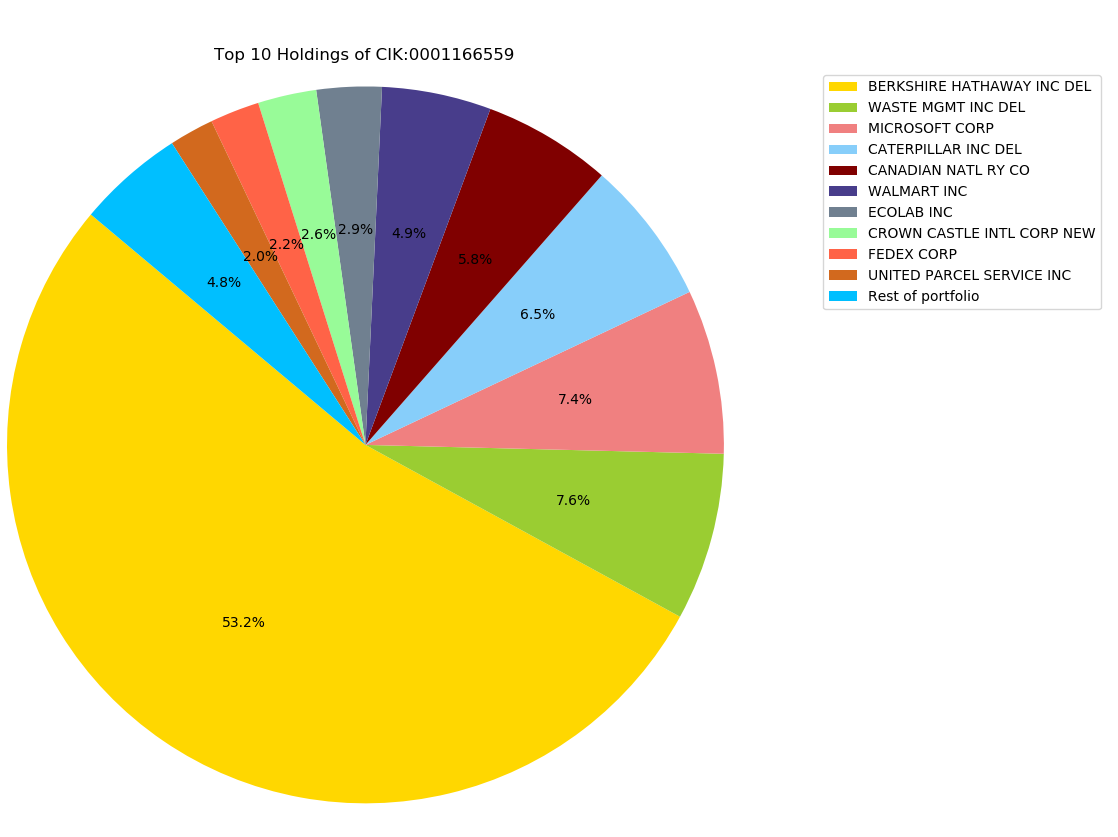 Top 10 Holdings of CIK:0001166559
BERKSHIRE HATHAWAY INC DEL
WASTE MGMT INC DEL
MICROSOFT CORP
CATERPILLAR INC DEL
CANADIAN NATL RY CO
WALMART INC
ECOLAB INC
CROWN CASTLE INTL CORP NEW
FEDEX CORP
UNITED PARCEL SERVICE INC
Rest of portfolio
2.9%
4.9%
2.6%
2.2%
2.0%
5.8%
4.8%
6.5%
7.4%
7.6%
53.2%